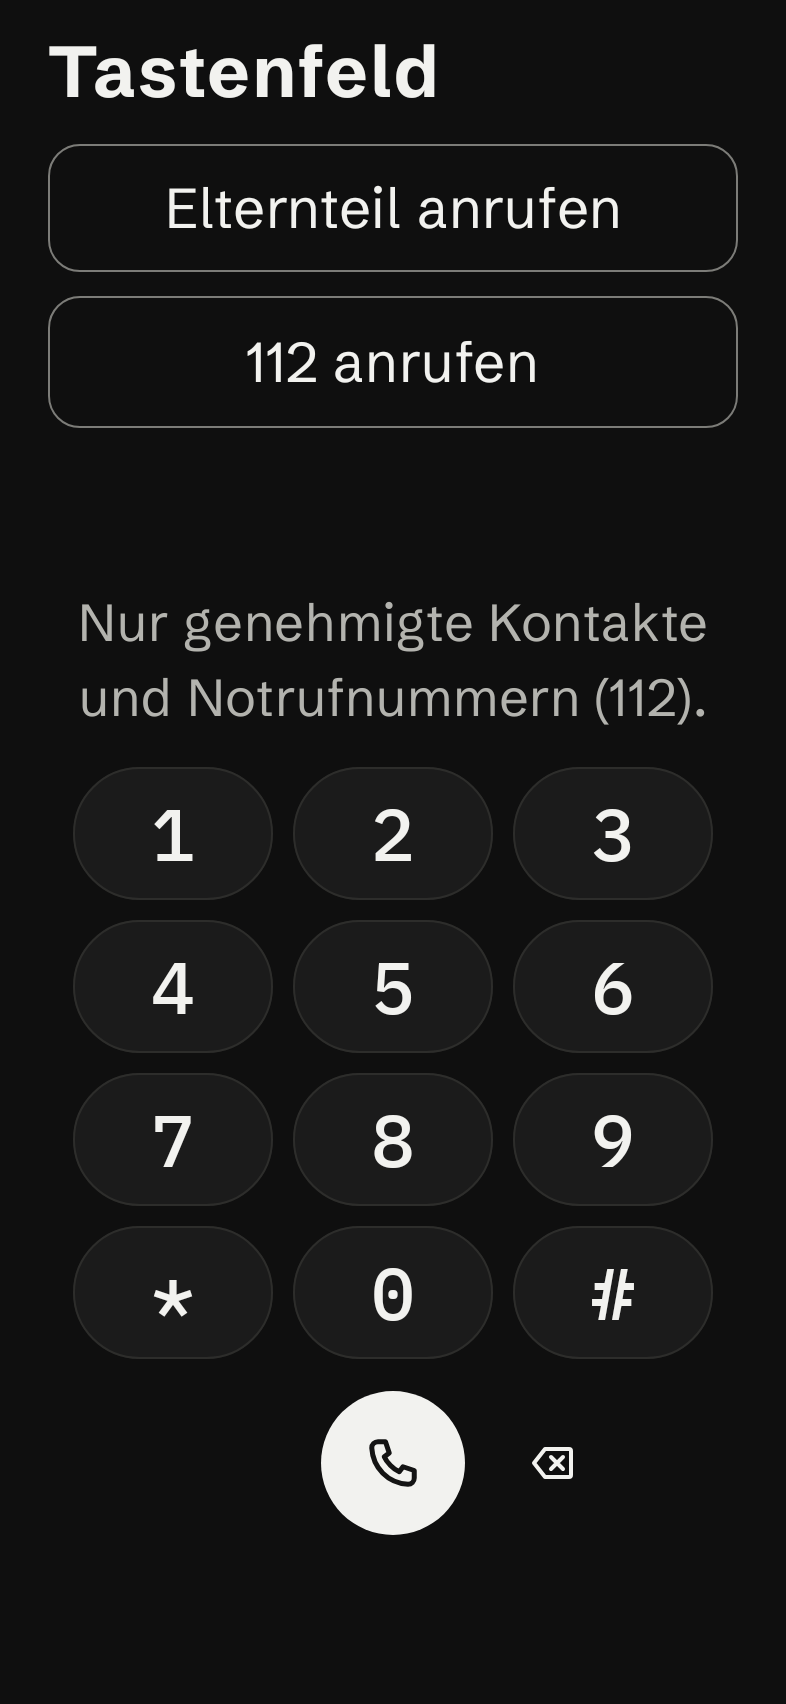 Tastenfeld
Elternteil anrufen
112 anrufen
Nur genehmigte Kontakte
und Notrufnummern (112).
1 2 3
4 5 6
7 8 9
* 0 #